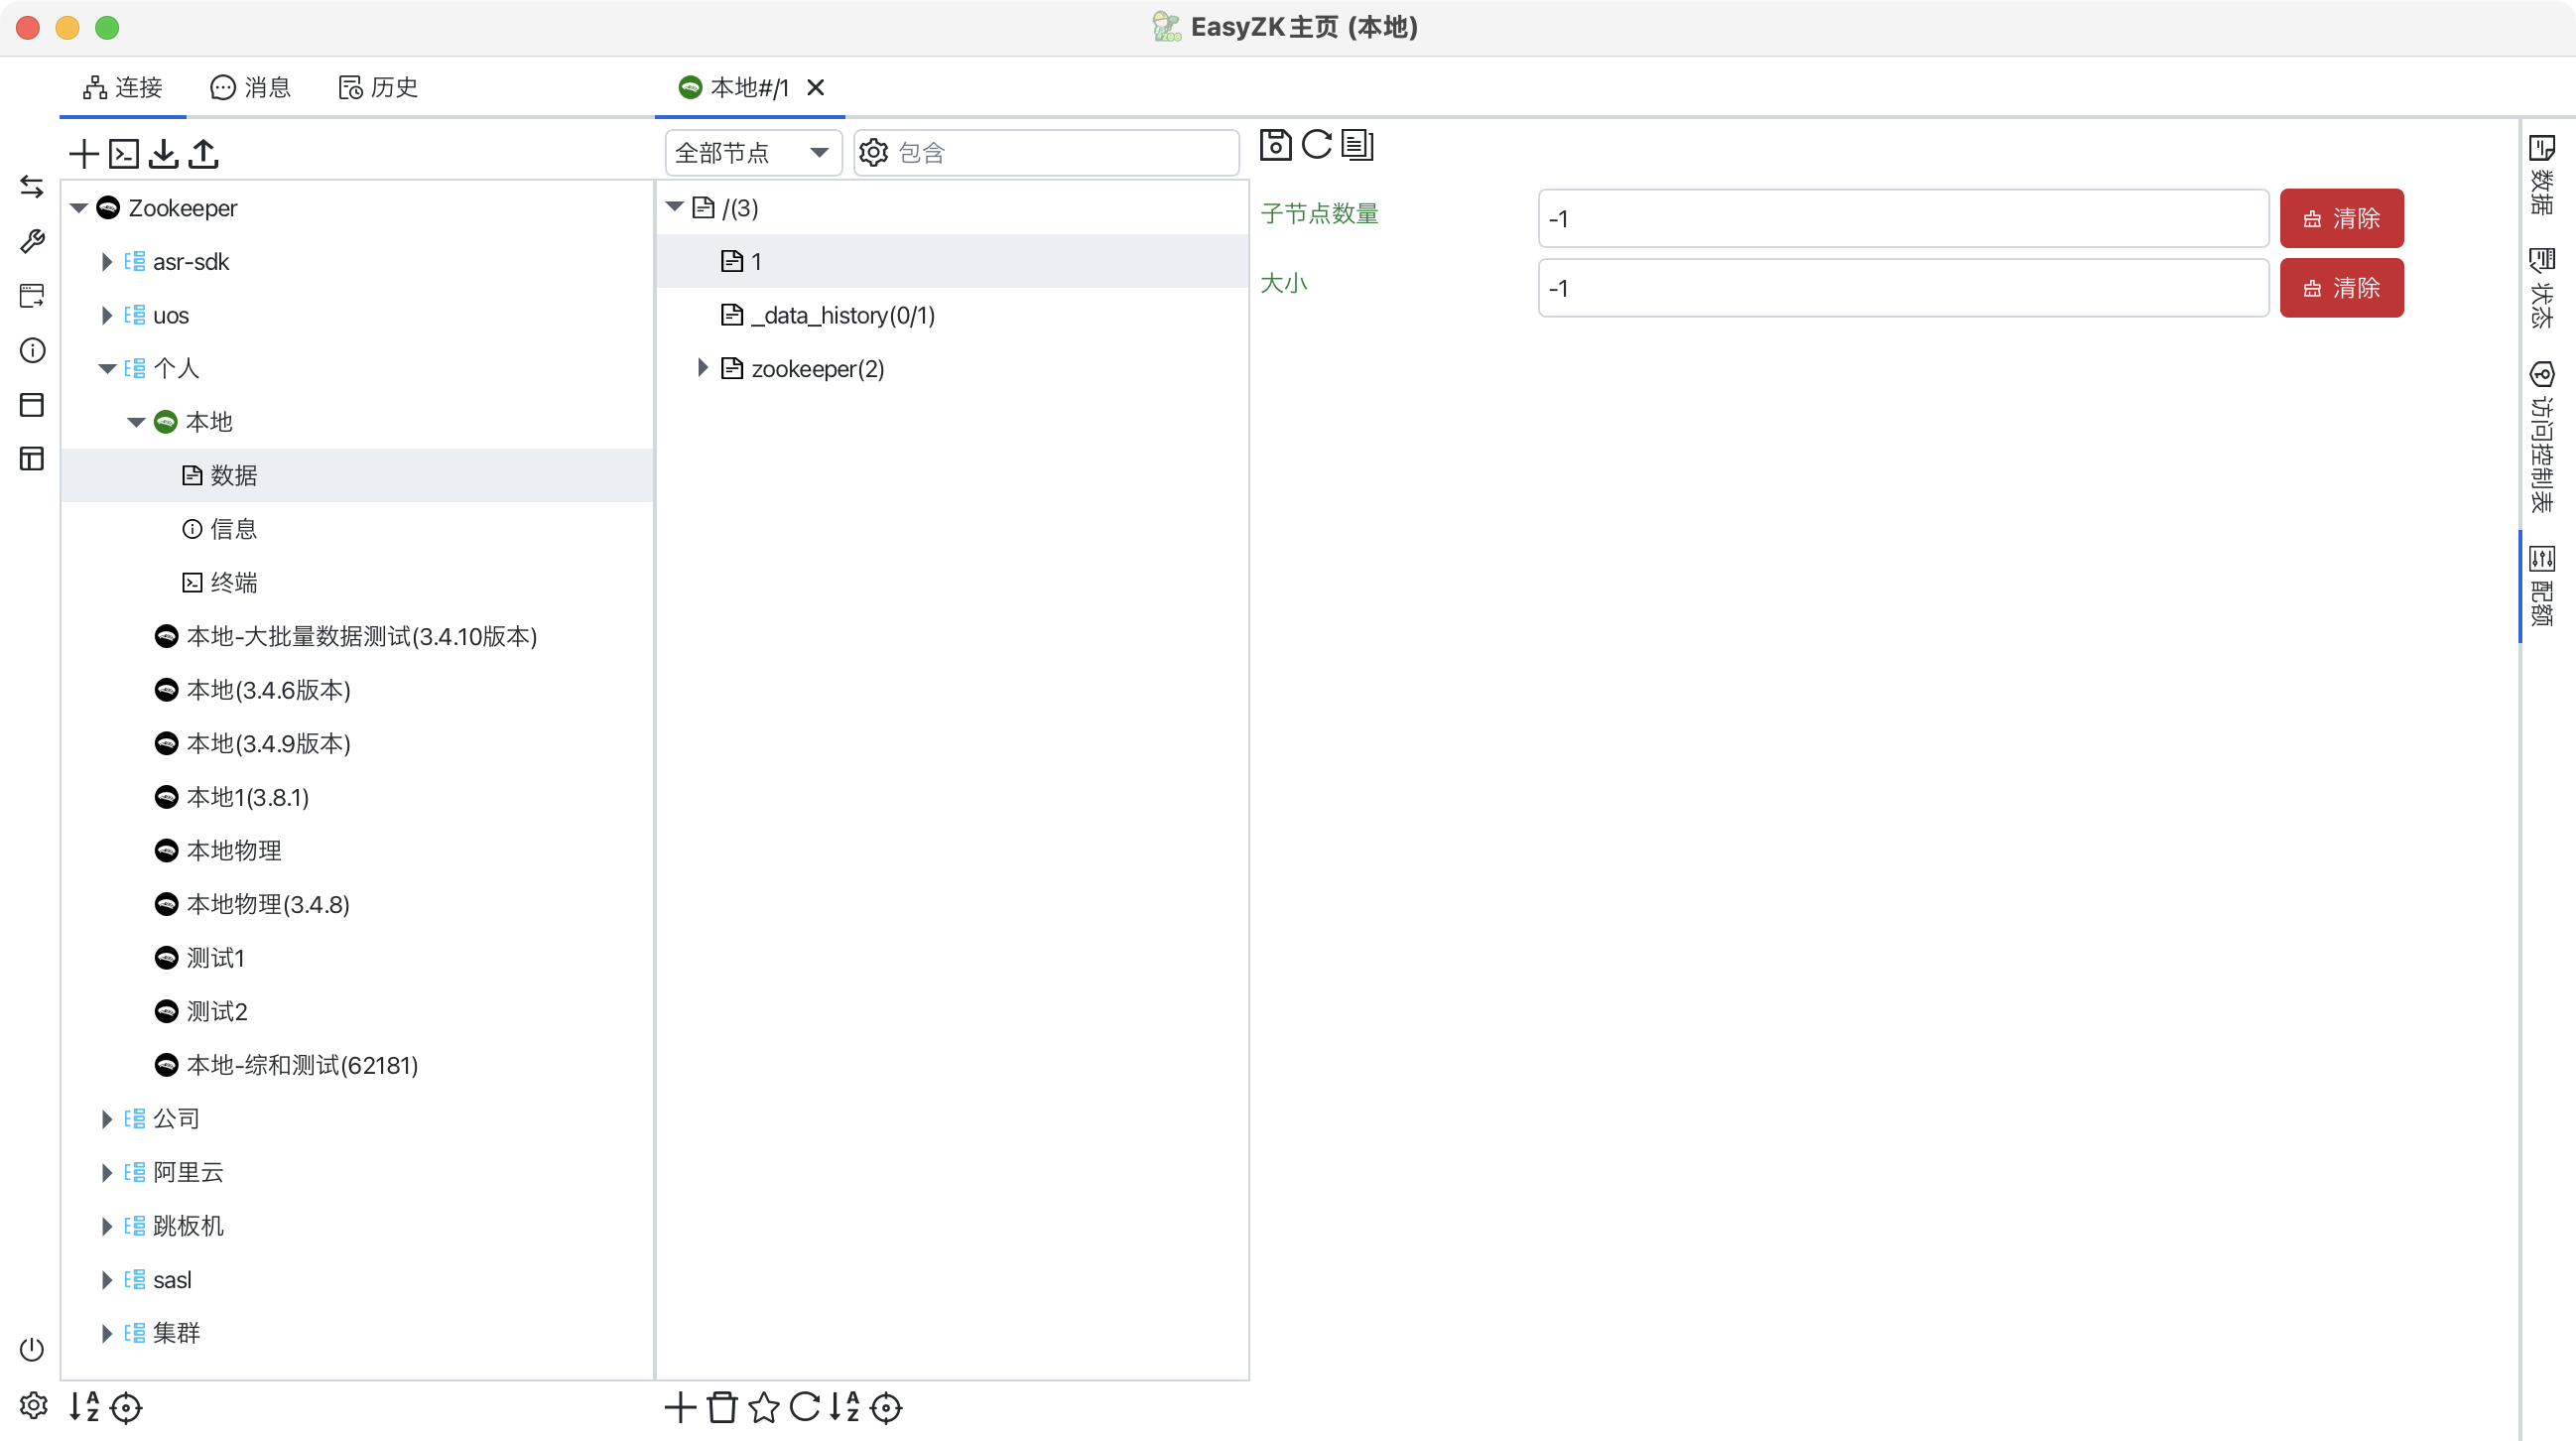 EasyZK主页 (本地)
连接
消息
历史
本地#/1
全部节点
包含
Zookeeper
asr-sdk
uos
个人
本地
数据
信息
终端
本地-大批量数据测试(3.4.10版本)
本地(3.4.6版本)
本地(3.4.9版本)
本地1(3.8.1)
本地物理
本地物理(3.4.8)
测试1
测试2
本地-综和测试(62181)
公司
阿里云
跳板机
sasl
集群
/(3)
1
_data_history(0/1)
zookeeper(2)
子节点数量
-1
清除
大小
-1
清除
数据
状态
访问控制表
配额